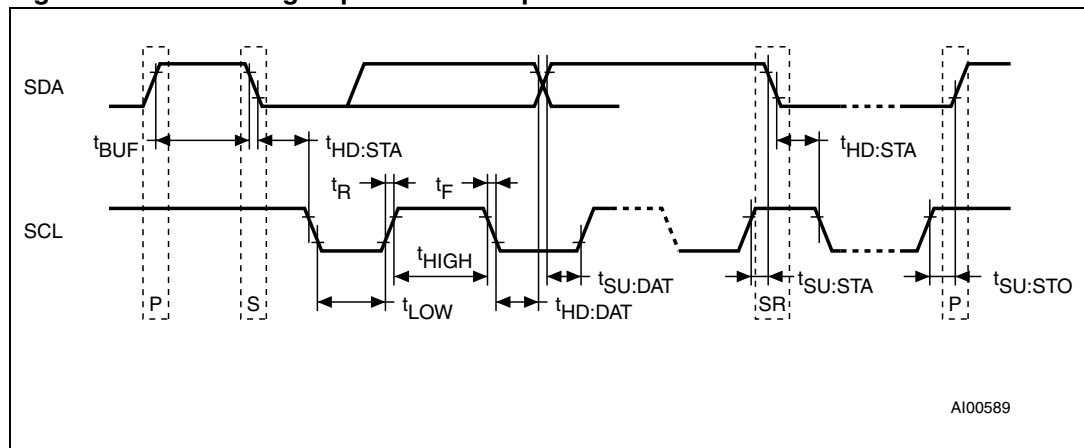 SDA
tBUF
tHD:STA
tHD:STA
tR
tF
SCL
tHIGH
tSU:DAT
tSU:STA
tSU:STO
P
S
tLOW
tHD:DAT
SR
P
AI00589